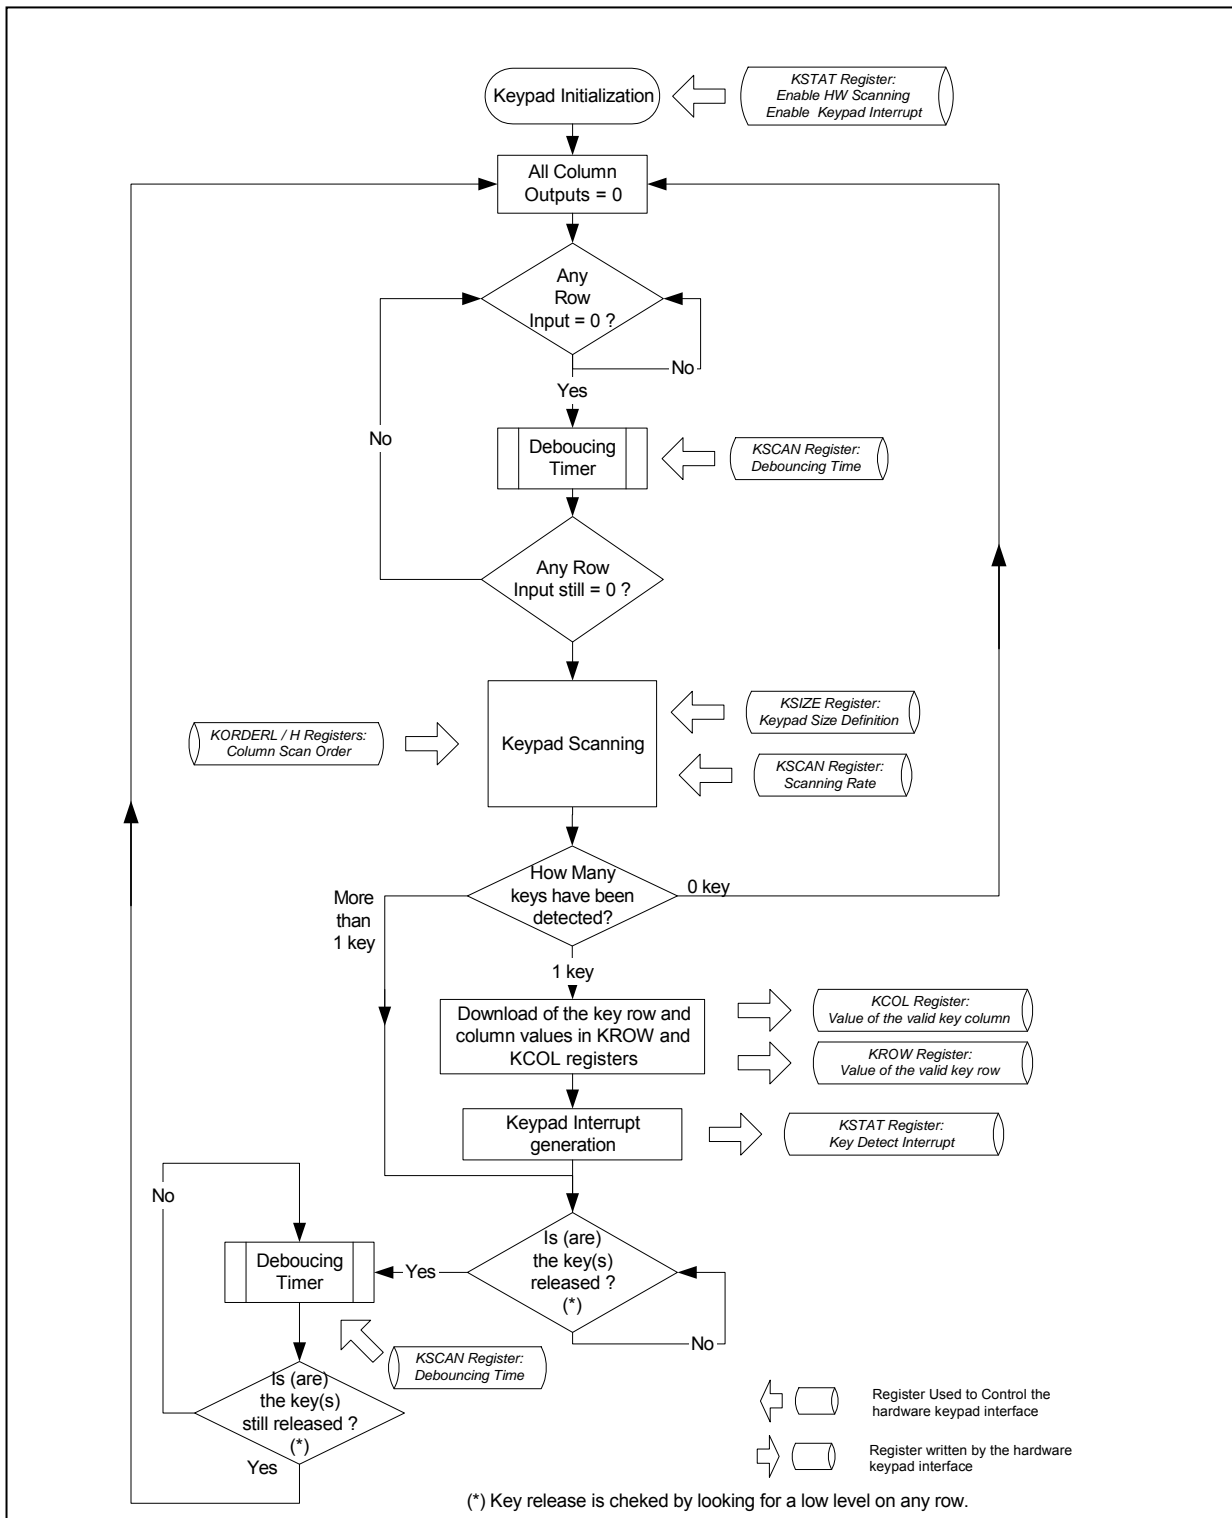 Keypad Initialization
KSTAT Register:
Enable HW Scanning
Enable Keypad Interrupt
All Column
Outputs = 0
Any
Row
Input = 0 ?
No
Yes
No
Deboucing
Timer
KSCAN Register:
Debouncing Time
Any Row
Input still = 0 ?
KORDERL / H Registers:
Column Scan Order
Keypad Scanning
KSIZE Register:
Keypad Size Definition
KSCAN Register:
Scanning Rate
How Many
keys have been
detected?
0 key
More
than
1 key
1 key
Download of the key row and
column values in KROW and
KCOL registers
KCOL Register:
Value of the valid key column
KROW Register:
Value of the valid key row
Keypad Interrupt
generation
KSTAT Register:
Key Detect Interrupt
No
Is (are)
the key(s)
released ?
(*)
Yes
No
Deboucing
Timer
KSCAN Register:
Debouncing Time
Is (are)
the key(s)
still released ?
(*)
Yes
Register Used to Control the
hardware keypad interface
Register written by the hardware
keypad interface
(*) Key release is cheked by looking for a low level on any row.